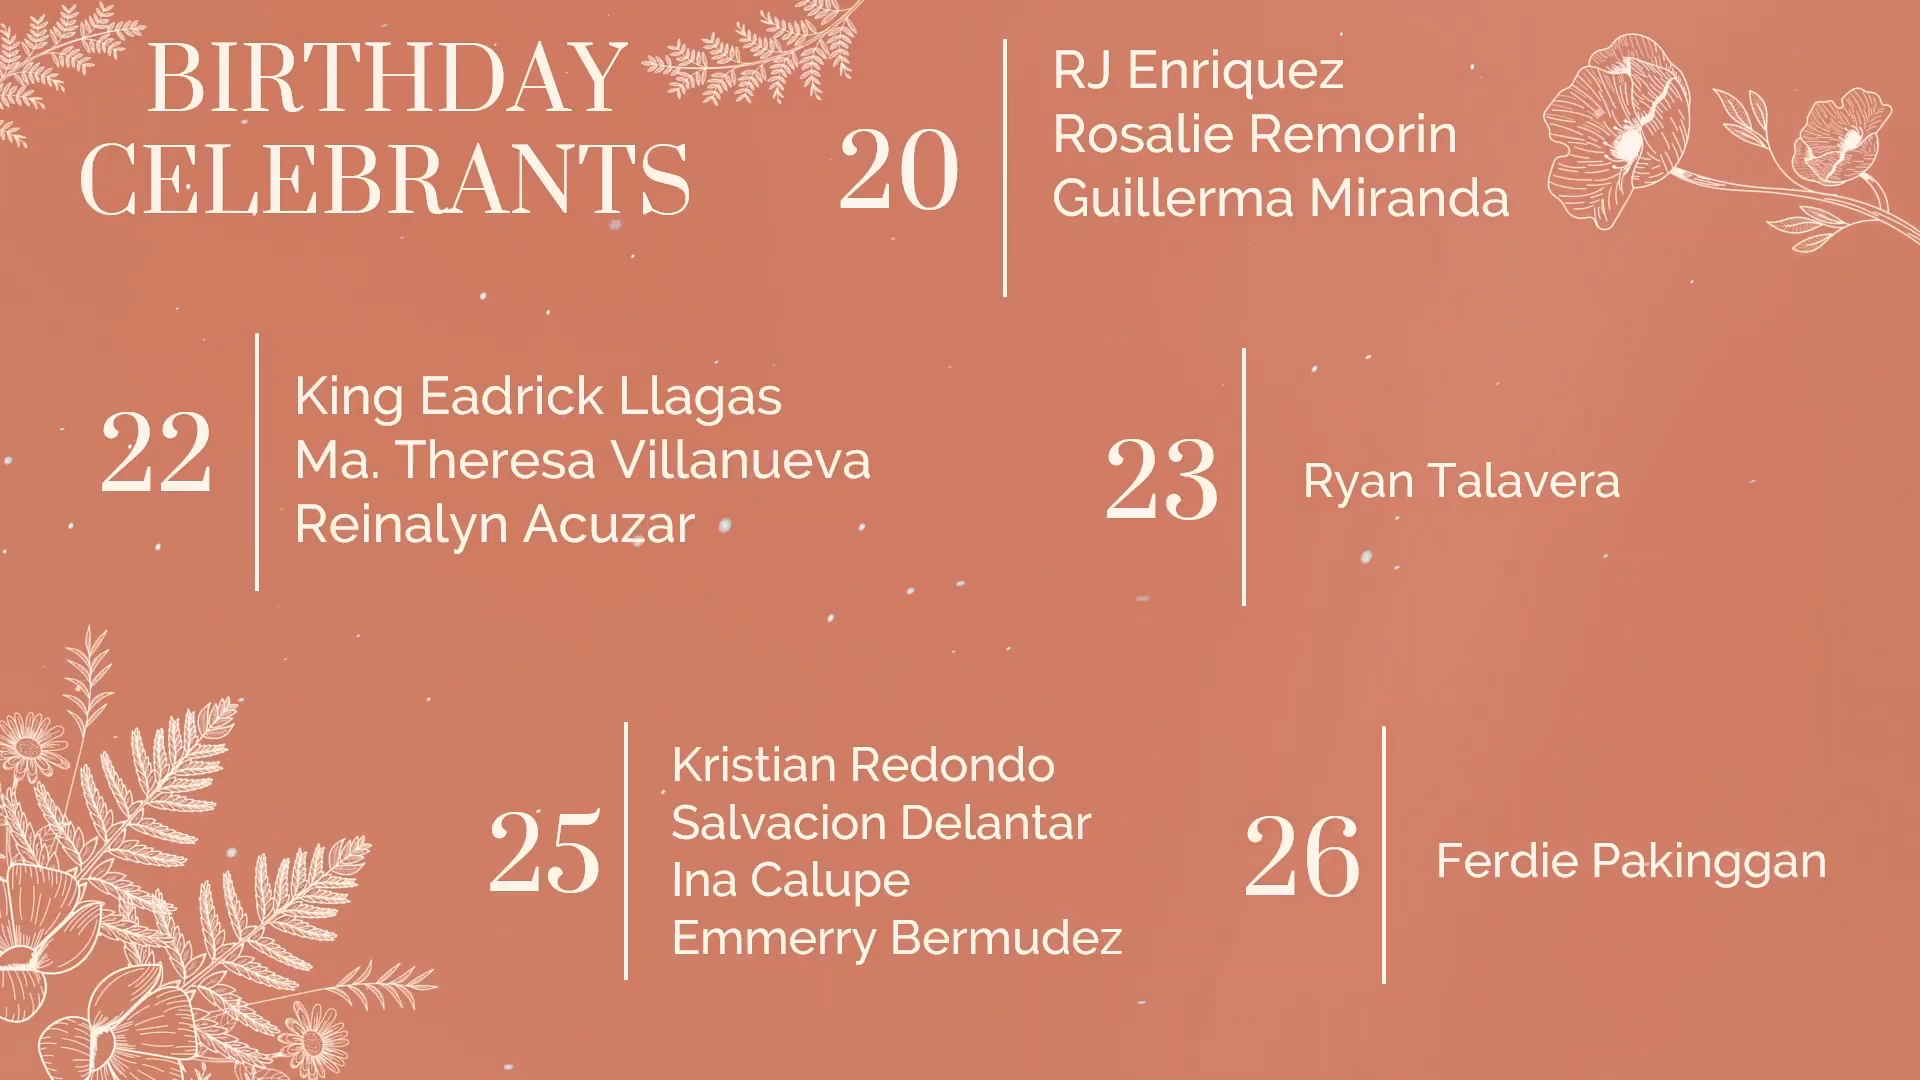 BIRTHDAY
CELEBRANTS
20
RJ Enriquez
Rosalie Remorin
Guillerma Miranda
22
King Eadrick Llagas
Ma. Theresa Villanueva
Reinalyn Acuzar
23
Ryan Talavera
25
Kristian Redondo
Salvacion Delantar
Ina Calupe
Emmerry Bermudez
26
Ferdie Pakinggan